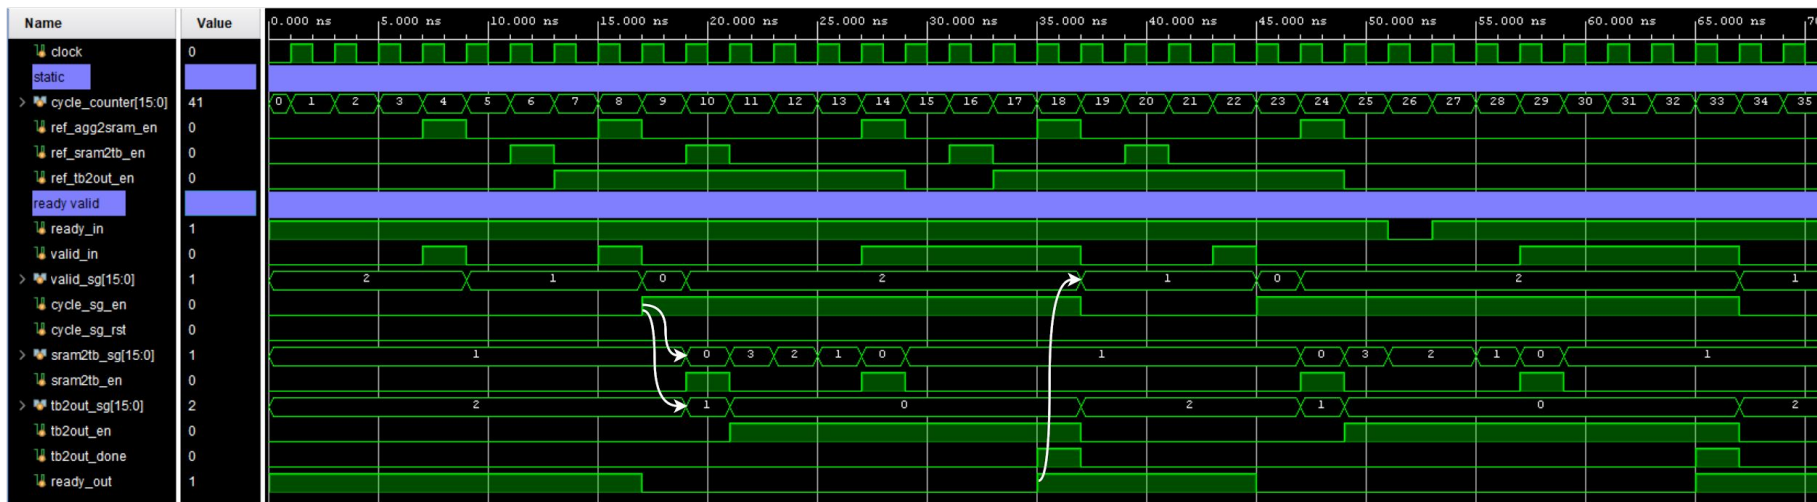 Name Value 0.000 ns 5.000 ns 10.000 ns 15.000 ns 20.000 ns 25.000 ns 30.000 ns 35.000 ns 40.000 ns 45.000 ns 50.000 ns 55.000 ns 60.000 ns 65.000 ns
clock 0
static
cycle_counter[15:0] 41 0 1 2 3 4 5 6 7 8 9 10 11 12 13 14 15 16 17 18 19 20 21 22 23 24 25 26 27 28 29 30 31 32 33 34 35
ref_agg2sram_en 0
ref_sram2tb_en 0
ref_tb2out_en 0
ready valid
ready_in 1
valid_in 0
valid_sg[15:0] 1 2 1 0 2 1 0 2 1
cycle_sg_en 0
cycle_sg_rst 0
sram2tb_sg[15:0] 1 1 0 3 2 1 0 1 0 3 2 1 0 1
sram2tb_en 0
tb2out_sg[15:0] 2 2 1 0 2 1 0 2
tb2out_en 0
tb2out_done 0
ready_out 1